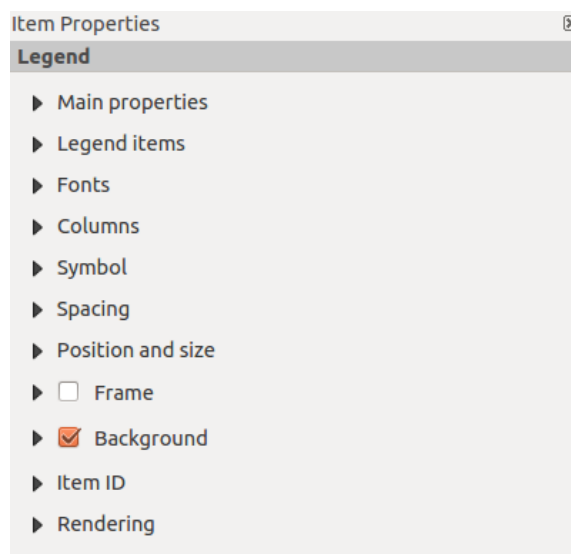 Item Properties
Legend
Main properties
Legend items
Fonts
Columns
Symbol
Spacing
Position and size
Frame
Background
Item ID
Rendering